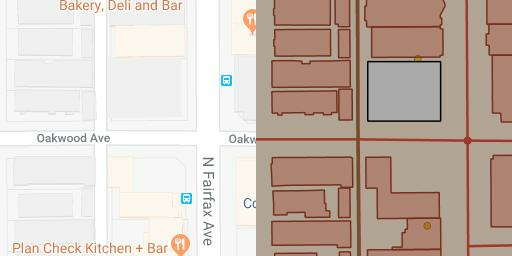 Bakery, Deli and Bar
Oakwood Ave
Oakw
N Fairfax Ave
Co
Plan Check Kitchen + Bar